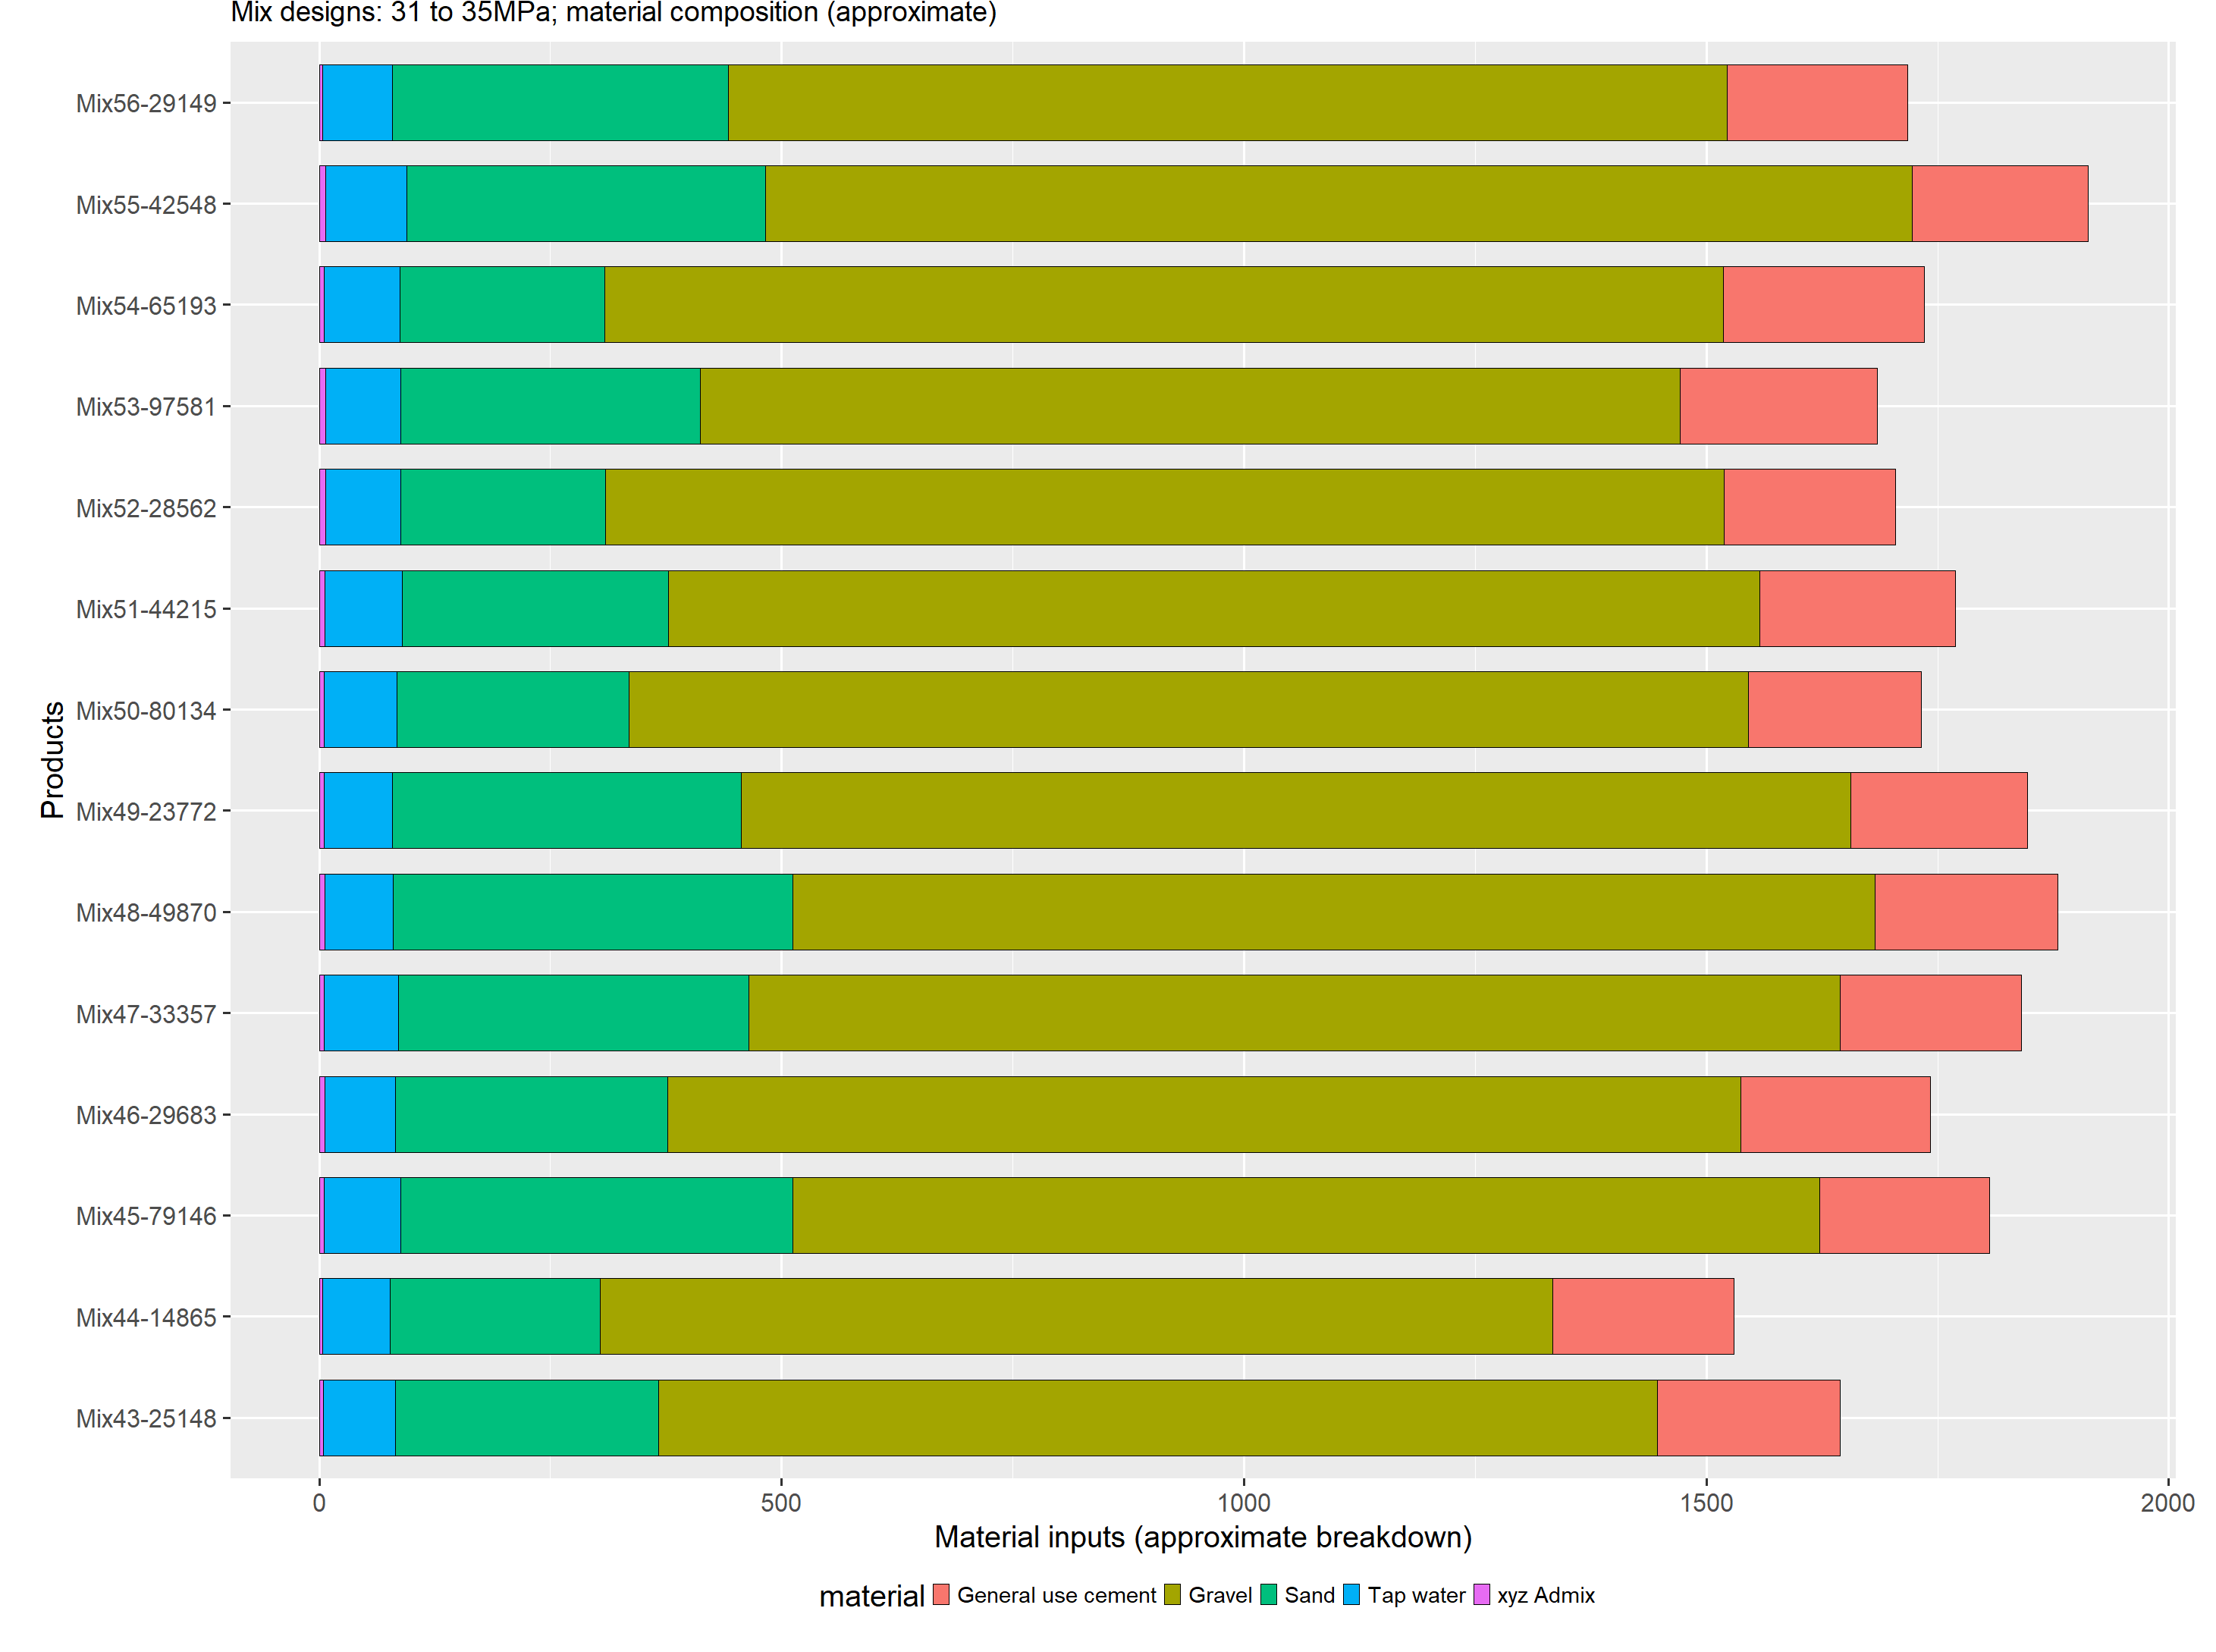 Mix designs: 31 to 35MPa; material composition (approximate)
Mix56-29149
Mix55-42548
Mix54-65193
Mix53-97581
Mix52-28562
Mix51-44215
Mix50-80134
Mix49-23772
Mix48-49870
Mix47-33357
Mix46-29683
Mix45-79146
Mix44-14865
Mix43-25148
Products
0 500 1000 1500 2000
Material inputs (approximate breakdown)
material General use cement Gravel Sand Tap water xyz Admix